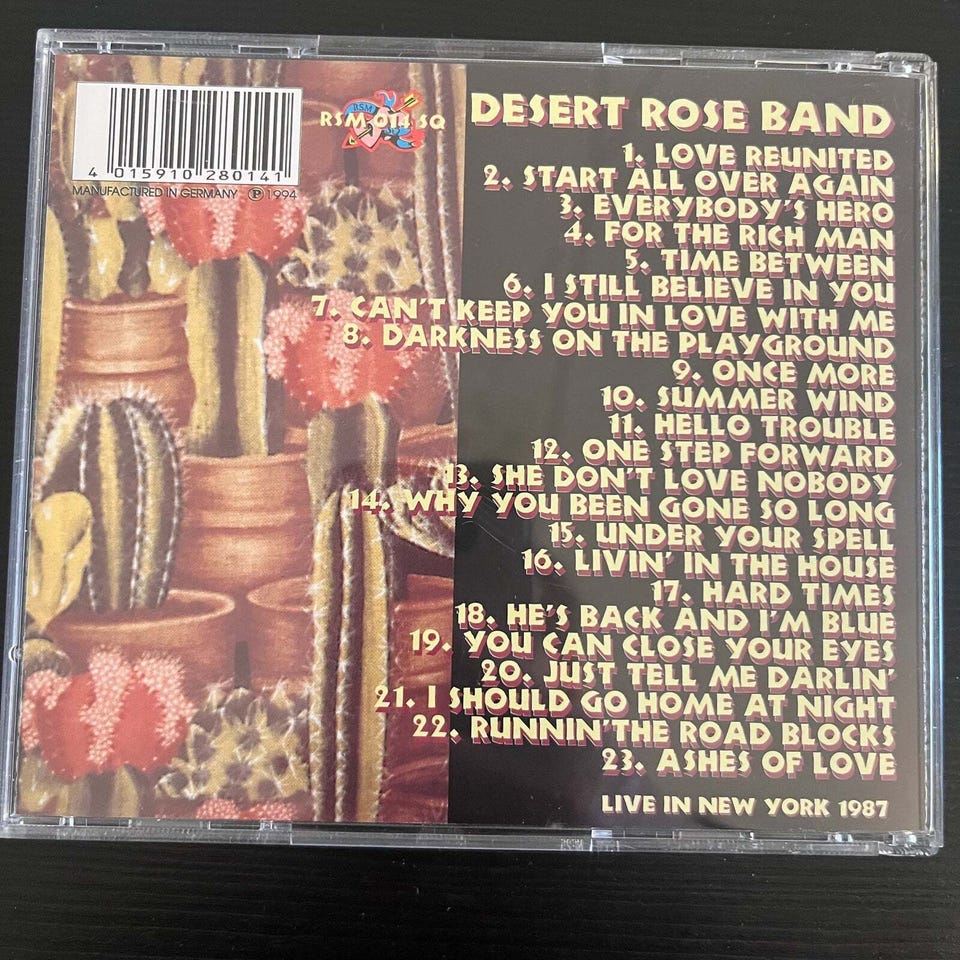 4 015910 280141
MANUFACTURED IN GERMANY Ⓟ 1994
RSM
RSM 014 SQ
DESERT ROSE BAND
1. LOVE REUNITED
2. START ALL OVER AGAIN
3. EVERYBODY'S HERO
4. FOR THE RICH MAN
5. TIME BETWEEN
6. I STILL BELIEVE IN YOU
7. CAN'T KEEP YOU IN LOVE WITH ME
8. DARKNESS ON THE PLAYGROUND
9. ONCE MORE
10. SUMMER WIND
11. HELLO TROUBLE
12. ONE STEP FORWARD
13. SHE DON'T LOVE NOBODY
14. WHY YOU BEEN GONE SO LONG
15. UNDER YOUR SPELL
16. LIVIN' IN THE HOUSE
17. HARD TIMES
18. HE'S BACK AND I'M BLUE
19. YOU CAN CLOSE YOUR EYES
20. JUST TELL ME DARLIN'
21. I SHOULD GO HOME AT NIGHT
22. RUNNIN'THE ROAD BLOCKS
23. ASHES OF LOVE
LIVE IN NEW YORK 1987